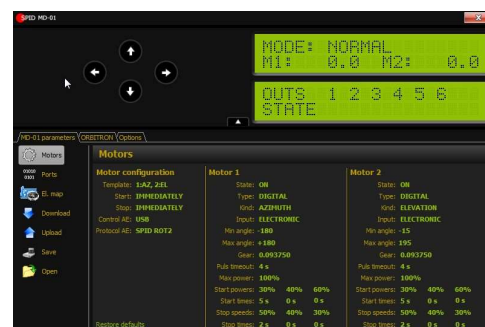 SPID MD-01
MODE: NORMAL
M1: 0.0 M2: 0.0
OUTS 1 2 3 4 5 6
STATE
MD-01 parameters ORBITRON Options
Motors
Ports
El. map
Download
Upload
Save
Open
Motors
Motor configuration
Template: 1:AZ, 2:EL
Start: IMMEDIATELY
Stop: IMMEDIATELY
Control AE: USB
Protocol AE: SPID ROT2
Restore defaults
Motor 1
State: ON
Type: DIGITAL
Kind: AZIMUTH
Input: ELECTRONIC
Min angle: -180
Max angle: +180
Gear: 0.093750
Puls timeout: 4 s
Max power: 100%
Start powers: 30% 40% 60%
Start times: 5 s 0 s 0 s
Stop speeds: 50% 40% 30%
Stop times: 2 s 0 s 0 s
Motor 2
State: ON
Type: DIGITAL
Kind: ELEVATION
Input: ELECTRONIC
Min angle: -15
Max angle: 195
Gear: 0.093750
Puls timeout: 4 s
Max power: 100%
Start powers: 30% 40% 60%
Start times: 5 s 0 s 0 s
Stop speeds: 50% 40% 30%
Stop times: 2 s 0 s 0 s